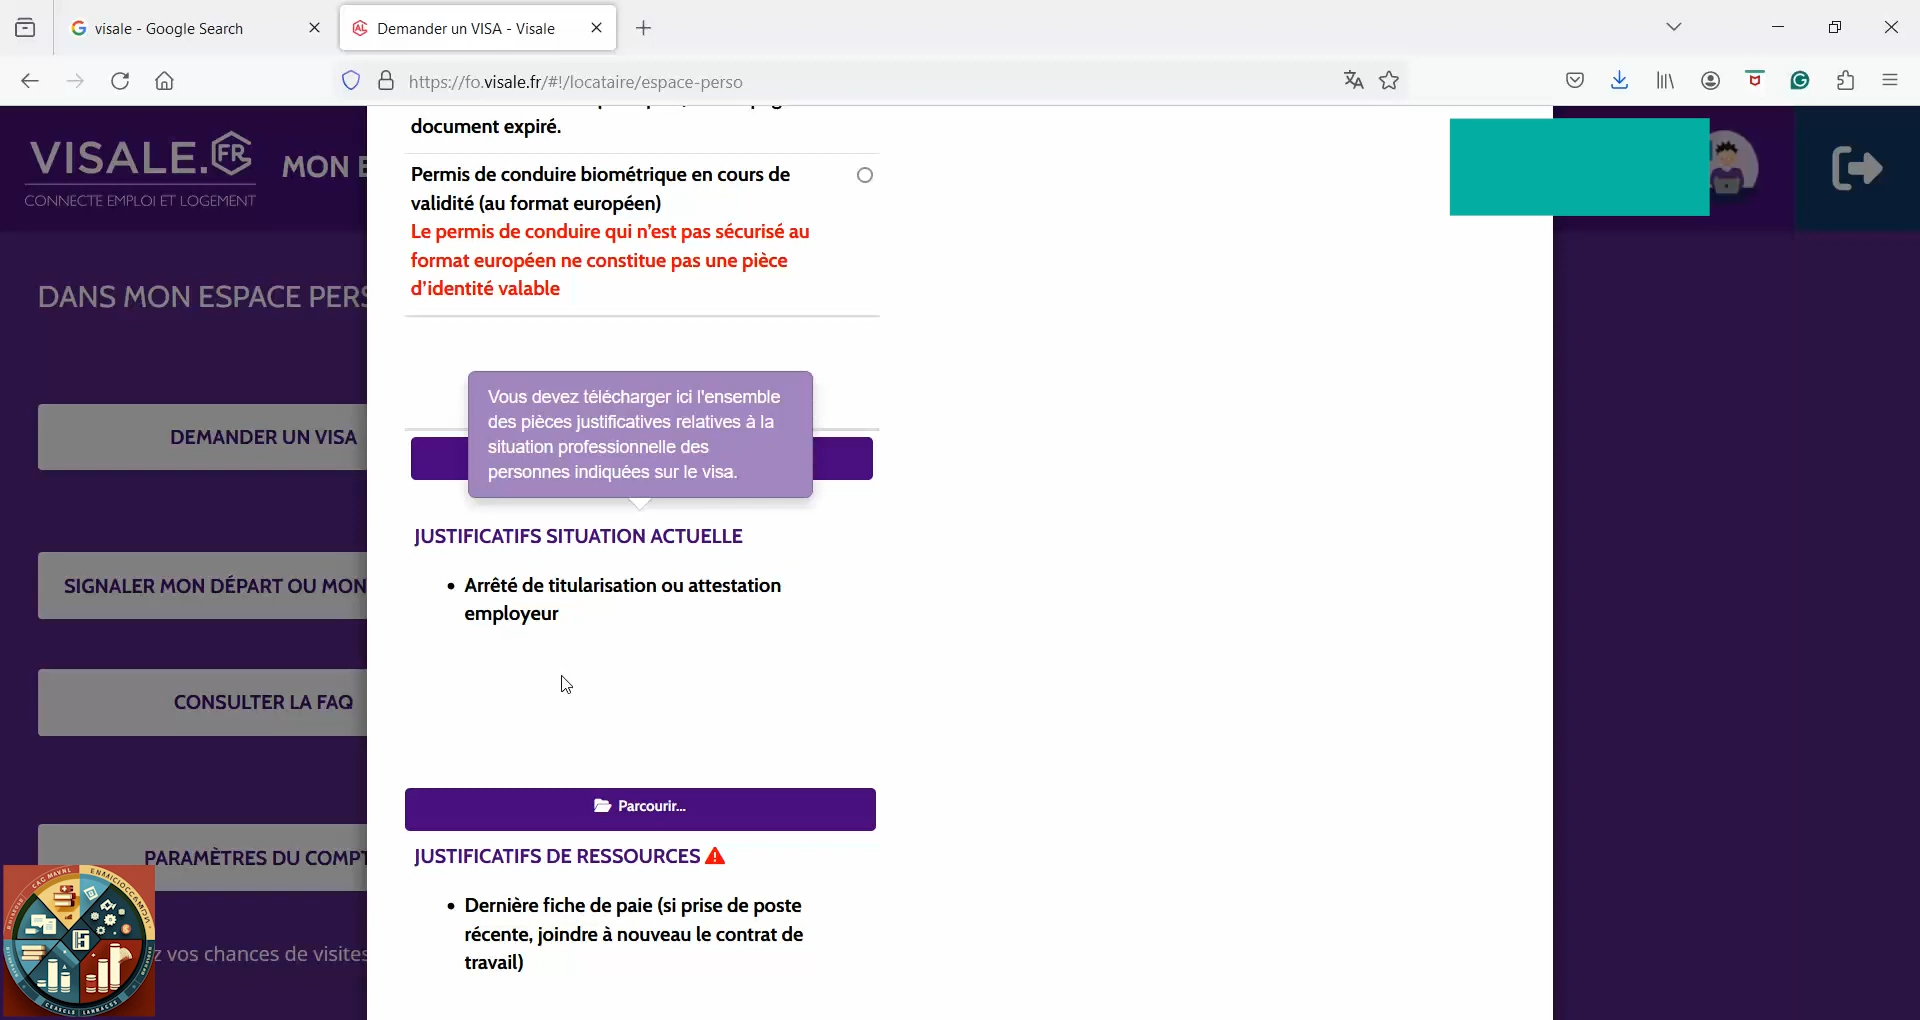 visale - Google Search
Demander un VISA - Visale
https://fo.visale.fr/#!/locataire/espace-perso
document expiré.
VISALE.FR
CONNECTE EMPLOI ET LOGEMENT
MON E
Permis de conduire biométrique en cours de
validité (au format européen)
Le permis de conduire qui n’est pas sécurisé au
format européen ne constitue pas une pièce
d’identité valable
DANS MON ESPACE PERS
Vous devez télécharger ici l'ensemble
des pièces justificatives relatives à la
situation professionnelle des
personnes indiquées sur le visa.
DEMANDER UN VISA
JUSTIFICATIFS SITUATION ACTUELLE
• Arrêté de titularisation ou attestation
employeur
SIGNALER MON DÉPART OU MON
CONSULTER LA FAQ
Parcourir...
JUSTIFICATIFS DE RESSOURCES
PARAMÈTRES DU COMPT
• Dernière fiche de paie (si prise de poste
récente, joindre à nouveau le contrat de
travail)
z vos chances de visites